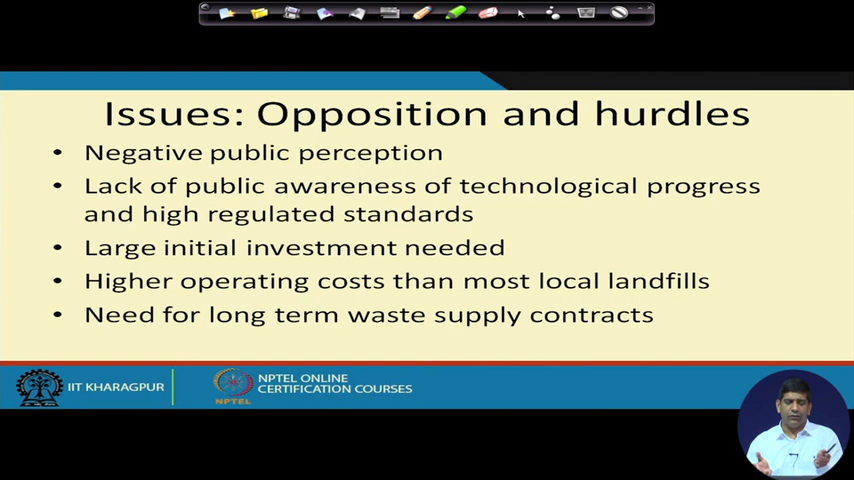 Issues: Opposition and hurdles
• Negative public perception
• Lack of public awareness of technological progress
and high regulated standards
• Large initial investment needed
• Higher operating costs than most local landfills
• Need for long term waste supply contracts
IIT KHARAGPUR
NPTEL
NPTEL ONLINE
CERTIFICATION COURSES